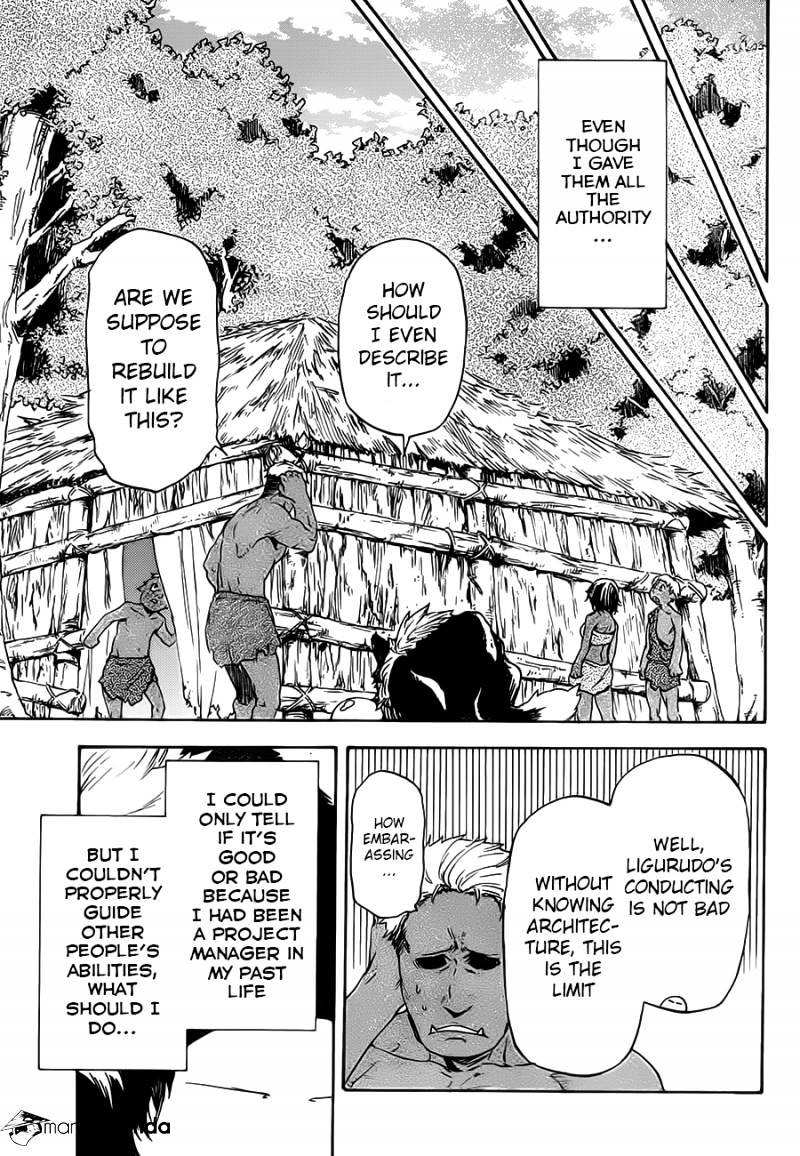 EVEN
THOUGH
I GAVE
THEM ALL
THE
AUTHORITY
...
HOW
SHOULD
I EVEN
DESCRIBE
IT...
ARE WE
SUPPOSE
TO
REBUILD
IT LIKE
THIS?
WELL,
LIGURUDO'S
CONDUCTING
IS NOT BAD
WITHOUT
KNOWING
ARCHITEC-
TURE, THIS
IS THE
LIMIT
HOW
EMBAR-
ASSING
...
I COULD
ONLY TELL
IF IT'S
GOOD
OR BAD
BECAUSE
I HAD BEEN
A PROJECT
MANAGER IN
MY PAST
LIFE
BUT I
COULDN'T
PROPERLY
GUIDE
OTHER
PEOPLE'S
ABILITIES,
WHAT
SHOULD I
DO...